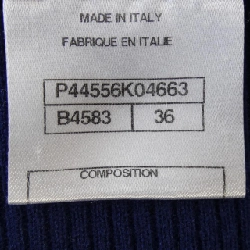 MADE IN ITALY
FABRIQUE EN ITALIE
P44556K04663
B4583 36
COMPOSITION